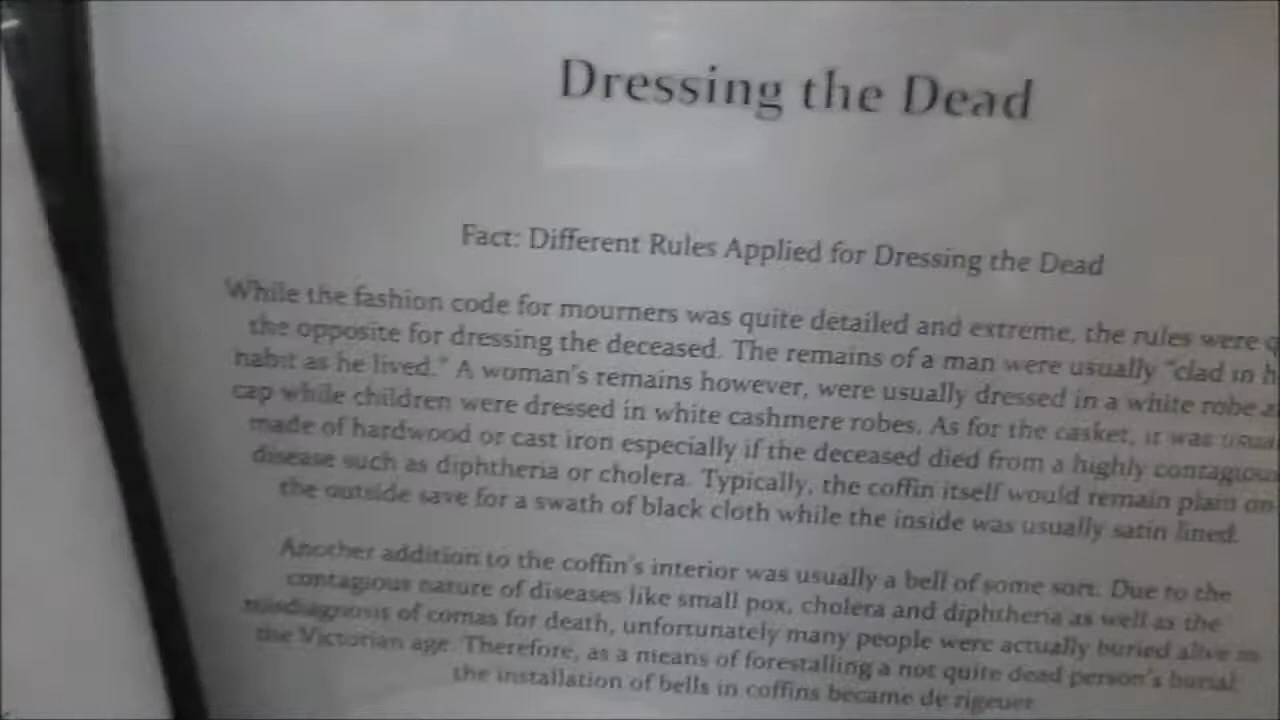 Dressing the Dead
Fact: Different Rules Applied for Dressing the Dead
While the fashion code for mourners was quite detailed and extreme, the rules were
the opposite for dressing the deceased. The remains of a man were usually "clad in
habit as he lived." A woman's remains however, were usually dressed in a white robe
cap while children were dressed in white cashmere robes. As for the casket, it was
made of hardwood or cast iron especially if the deceased died from a highly contagious
disease such as diphtheria or cholera. Typically, the coffin itself would remain plain on
the outside save for a swath of black cloth while the inside was usually satin lined.
Another addition to the coffin's interior was usually a bell of some sort. Due to the
contagious nature of diseases like small pox, cholera and diphtheria as well as the
misdiagnosis of comas for death, unfortunately many people were actually buried alive in
the Victorian age. Therefore, as a means of forestalling a not quite dead person's burial,
the installation of bells in coffins became de rigeuer